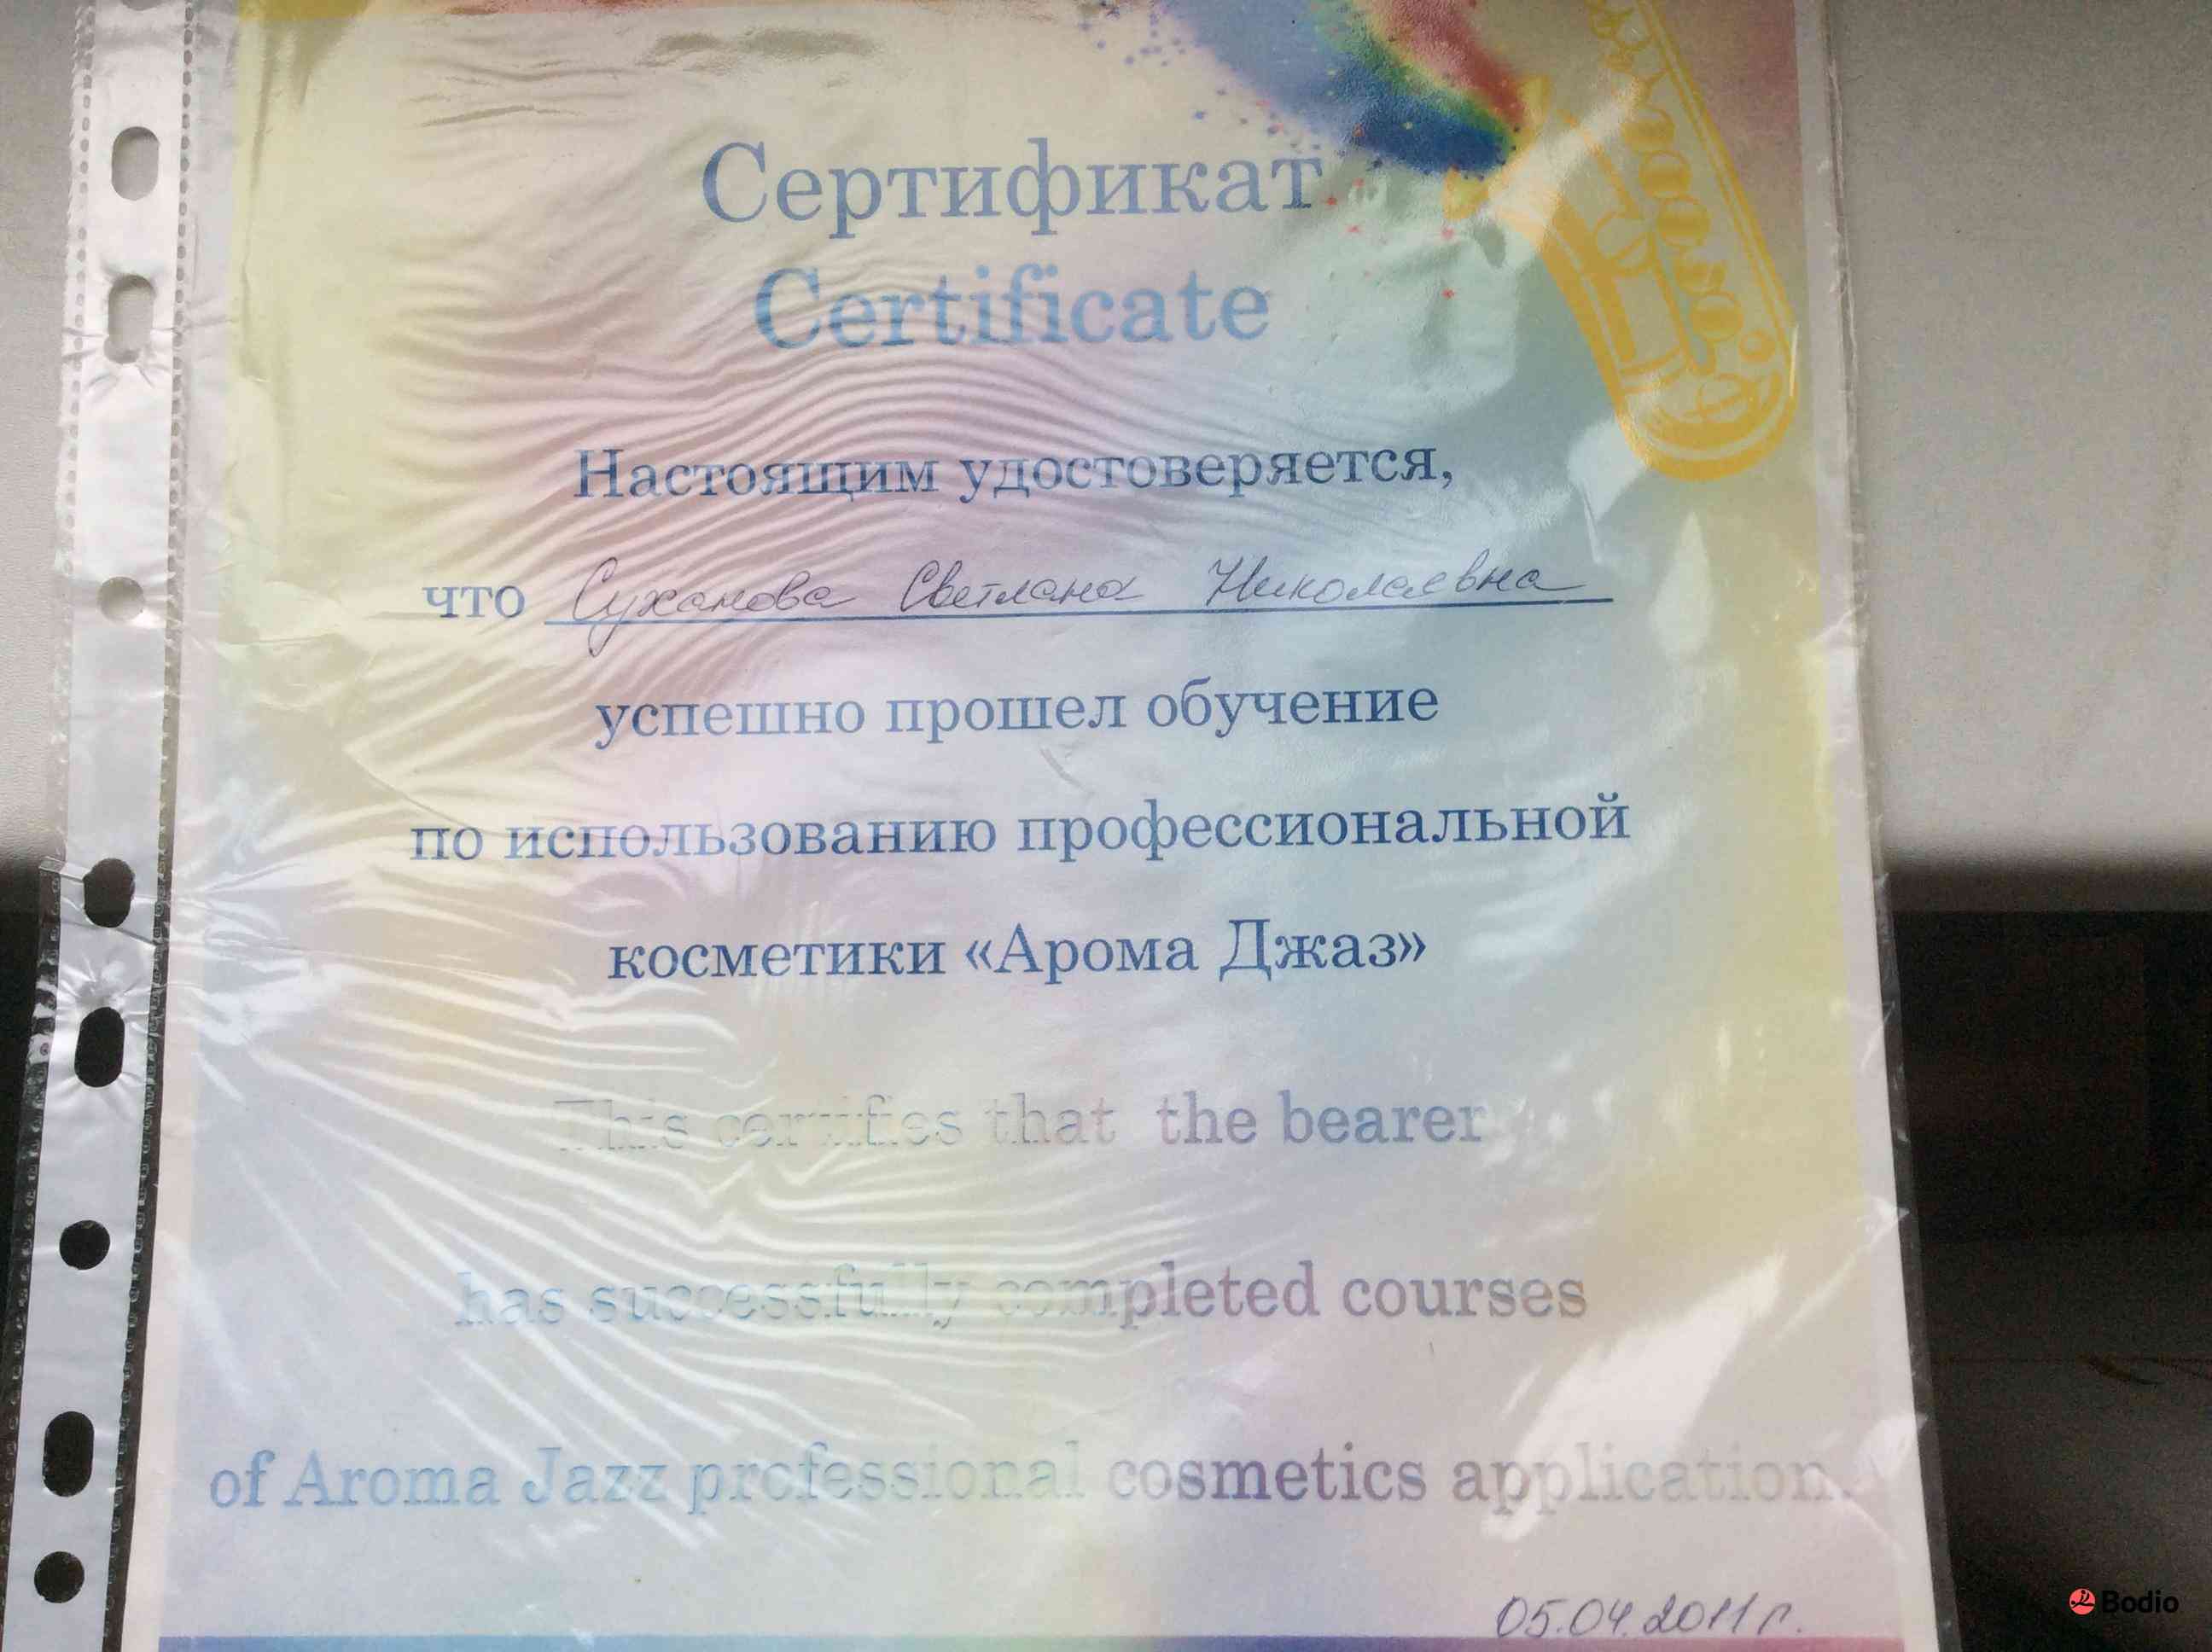 Сертификат
Certificate
Настоящим удостоверяется,
что Суханова Светлана Николаевна
успешно прошел обучение
по использованию профессиональной
косметики «Арома Джаз»
This certifies that the bearer
has successfully completed courses
of Aroma Jazz professional cosmetics application.
05.04.2011 г.
Bodio